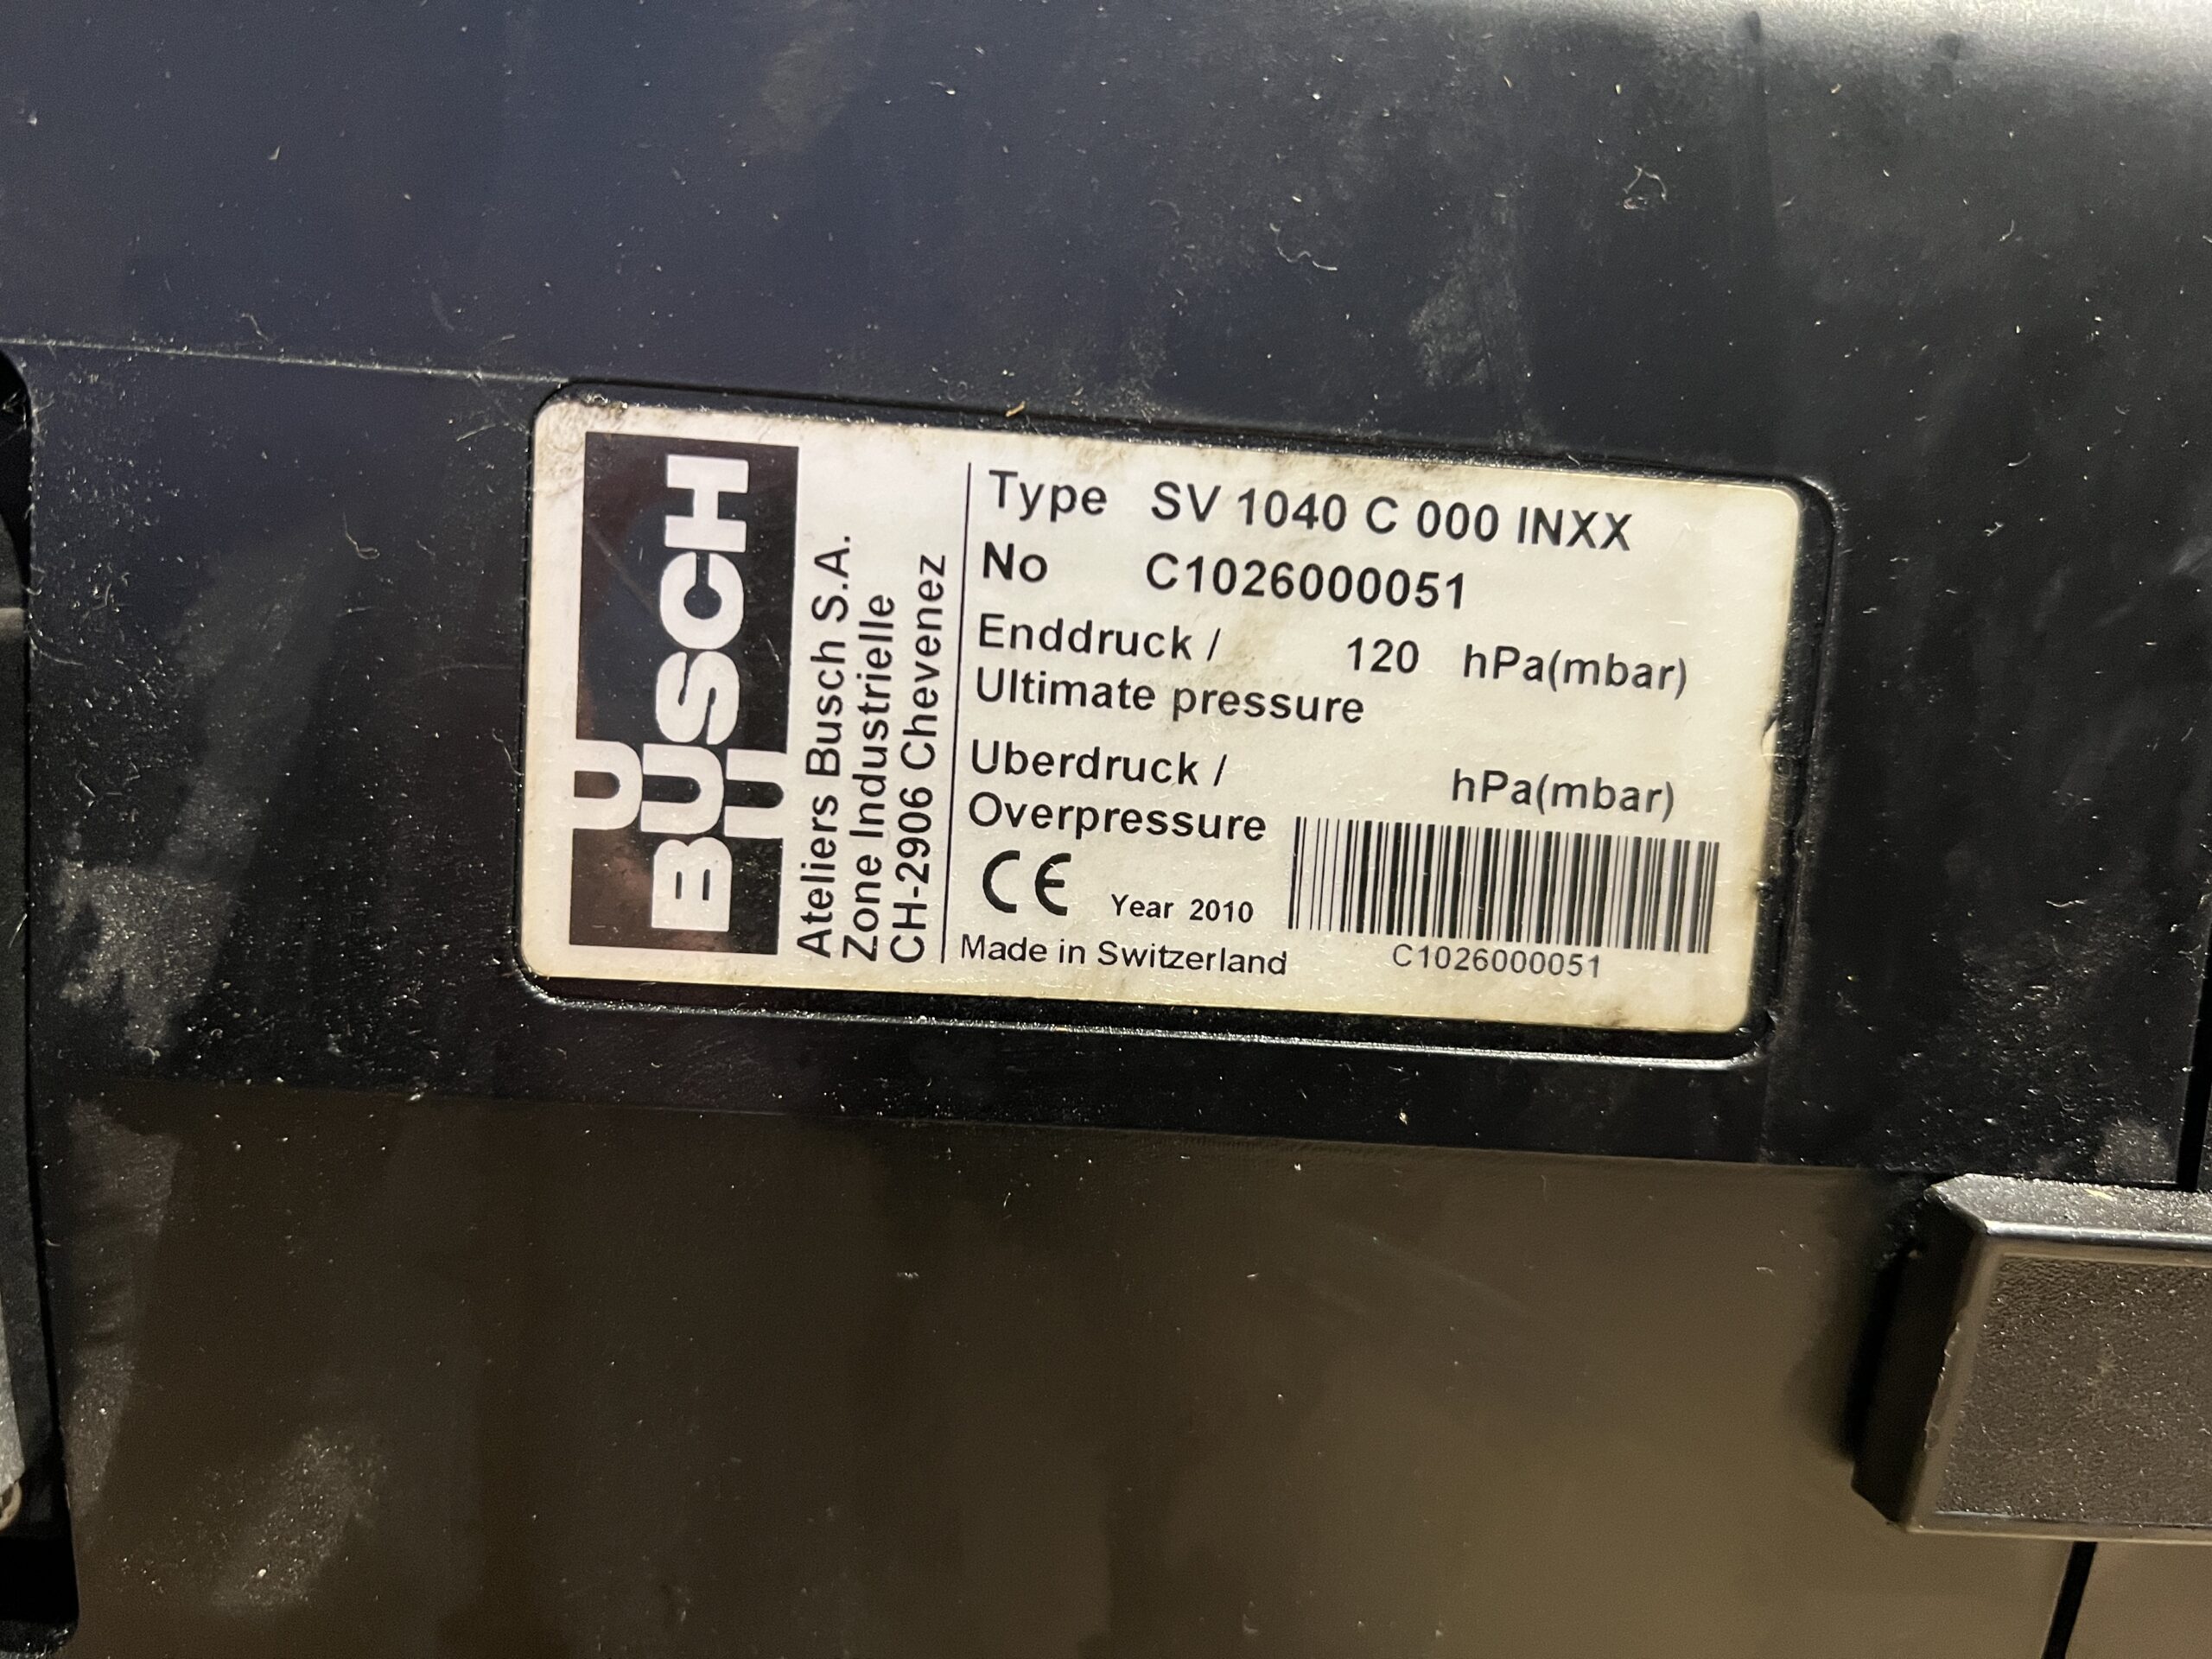 BUSCH
Ateliers Busch S.A.
Zone Industrielle
CH-2906 Chevenez
Type SV 1040 C 000 INXX
No C1026000051
Enddruck / 120 hPa(mbar)
Ultimate pressure
Uberdruck / hPa(mbar)
Overpressure
CE Year 2010
Made in Switzerland
C1026000051